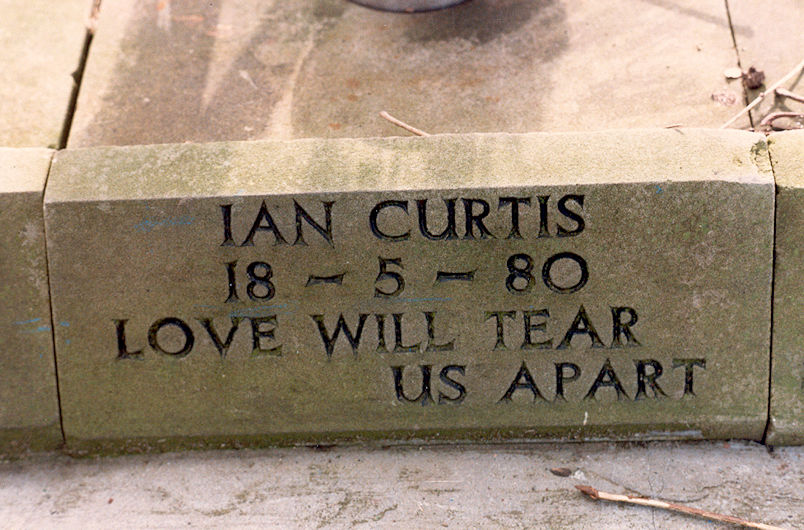 IAN CURTIS
18 - 5 - 80
LOVE WILL TEAR
US APART